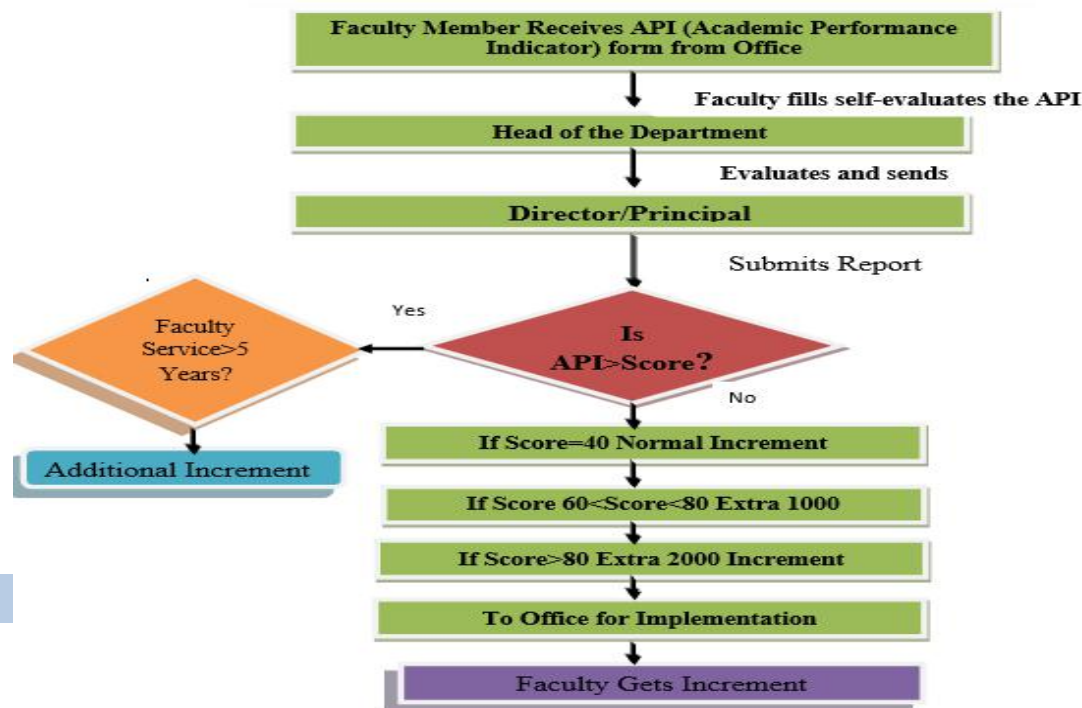 Faculty Member Receives API (Academic Performance
Indicator) form from Office
Faculty fills self-evaluates the API
Head of the Department
Evaluates and sends
Director/Principal
Submits Report
Faculty
Service>5
Years?
Yes
Is
API>Score?
No
Additional Increment
If Score=40 Normal Increment
If Score 60<Score<80 Extra 1000
If Score>80 Extra 2000 Increment
To Office for Implementation
Faculty Gets Increment